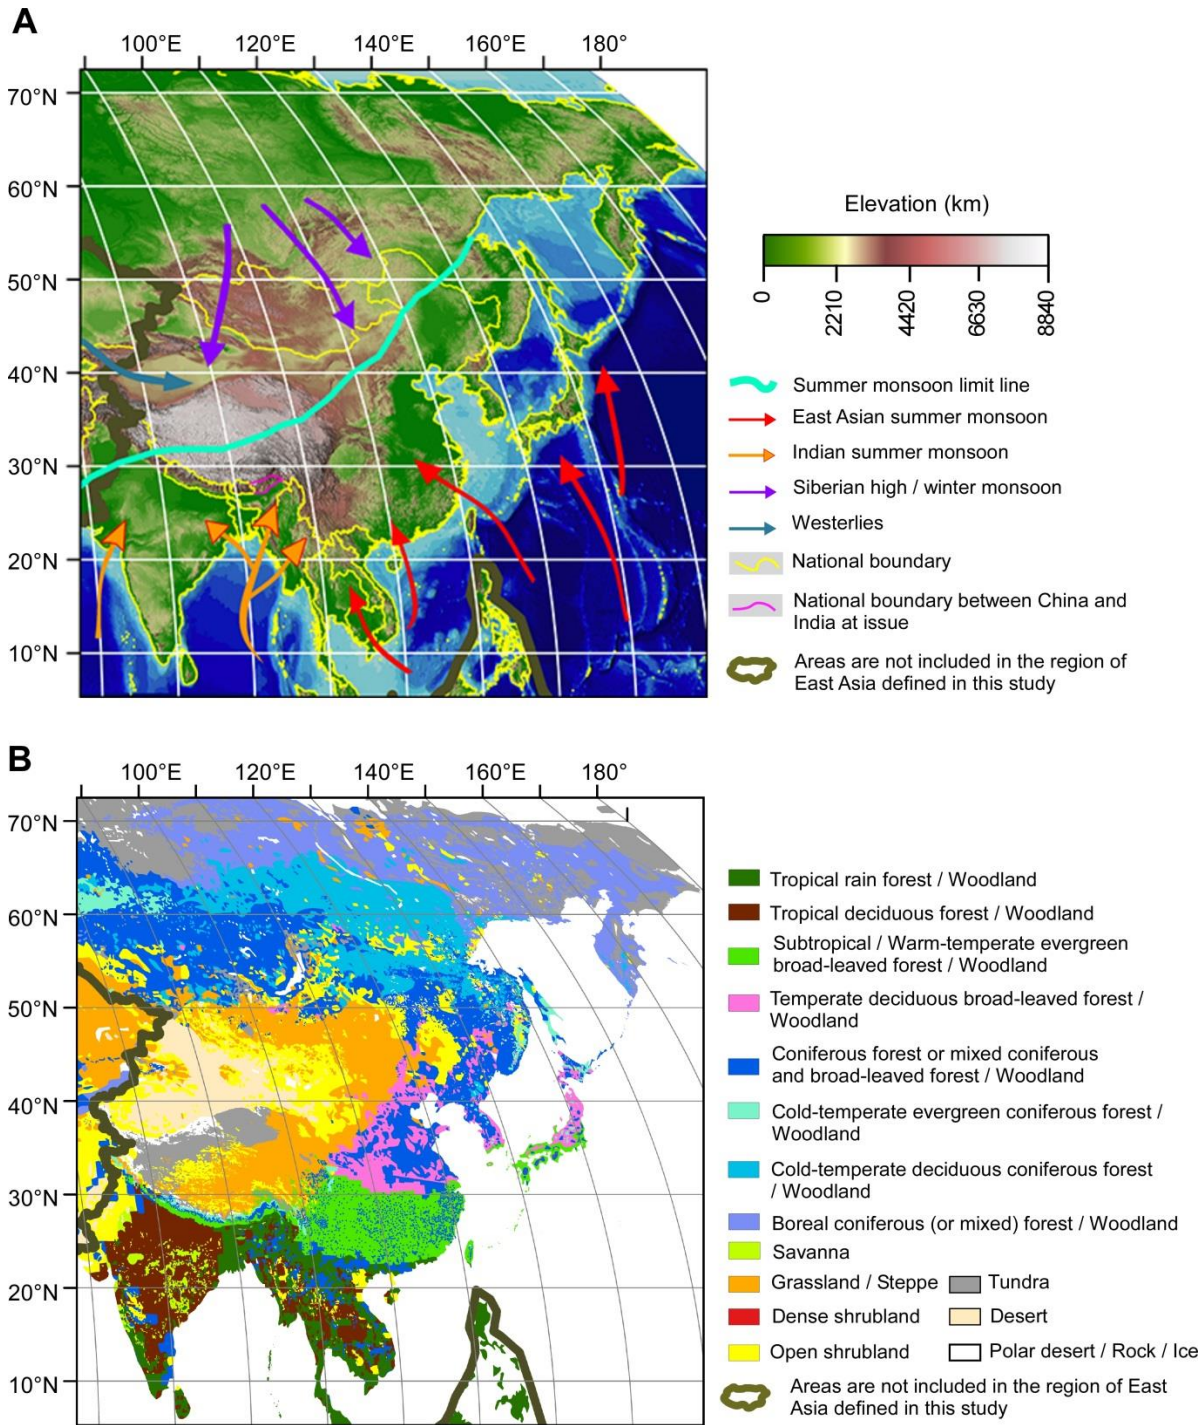 A
100°E 120°E 140°E 160°E 180°
70°N
60°N
50°N
40°N
30°N
20°N
10°N
Elevation (km)
0 2210 4420 6630 8840
Summer monsoon limit line
East Asian summer monsoon
Indian summer monsoon
Siberian high / winter monsoon
Westerlies
National boundary
National boundary between China and
India at issue
Areas are not included in the region of
East Asia defined in this study
B
100°E 120°E 140°E 160°E 180°
70°N
60°N
50°N
40°N
30°N
20°N
10°N
Tropical rain forest / Woodland
Tropical deciduous forest / Woodland
Subtropical / Warm-temperate evergreen
broad-leaved forest / Woodland
Temperate deciduous broad-leaved forest /
Woodland
Coniferous forest or mixed coniferous
and broad-leaved forest / Woodland
Cold-temperate evergreen coniferous forest /
Woodland
Cold-temperate deciduous coniferous forest
/ Woodland
Boreal coniferous (or mixed) forest / Woodland
Savanna
Grassland / Steppe Tundra
Dense shrubland Desert
Open shrubland Polar desert / Rock / Ice
Areas are not included in the region of East
Asia defined in this study